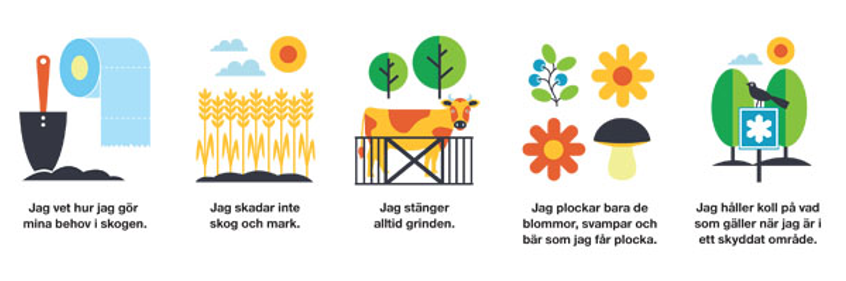 Jag vet hur jag gör
mina behov i skogen.
Jag skadar inte
skog och mark.
Jag stänger
alltid grinden.
Jag plockar bara de
blommor, svampar och
bär som jag får plocka.
Jag håller koll på vad
som gäller när jag är i
ett skyddat område.